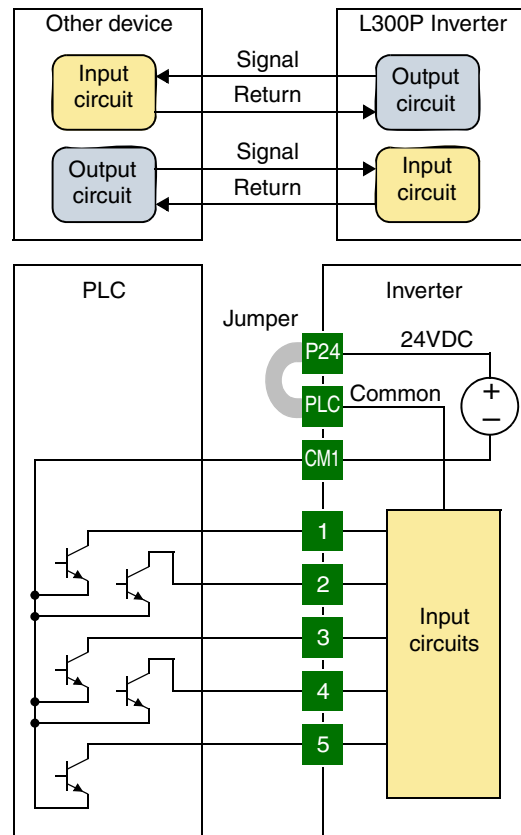 Other device
L300P Inverter
Input
circuit
Signal
Return
Output
circuit
Output
circuit
Signal
Return
Input
circuit
PLC
Inverter
Jumper
P24
24VDC
PLC
Common
+
−
CM1
1
2
3
4
5
Input
circuits